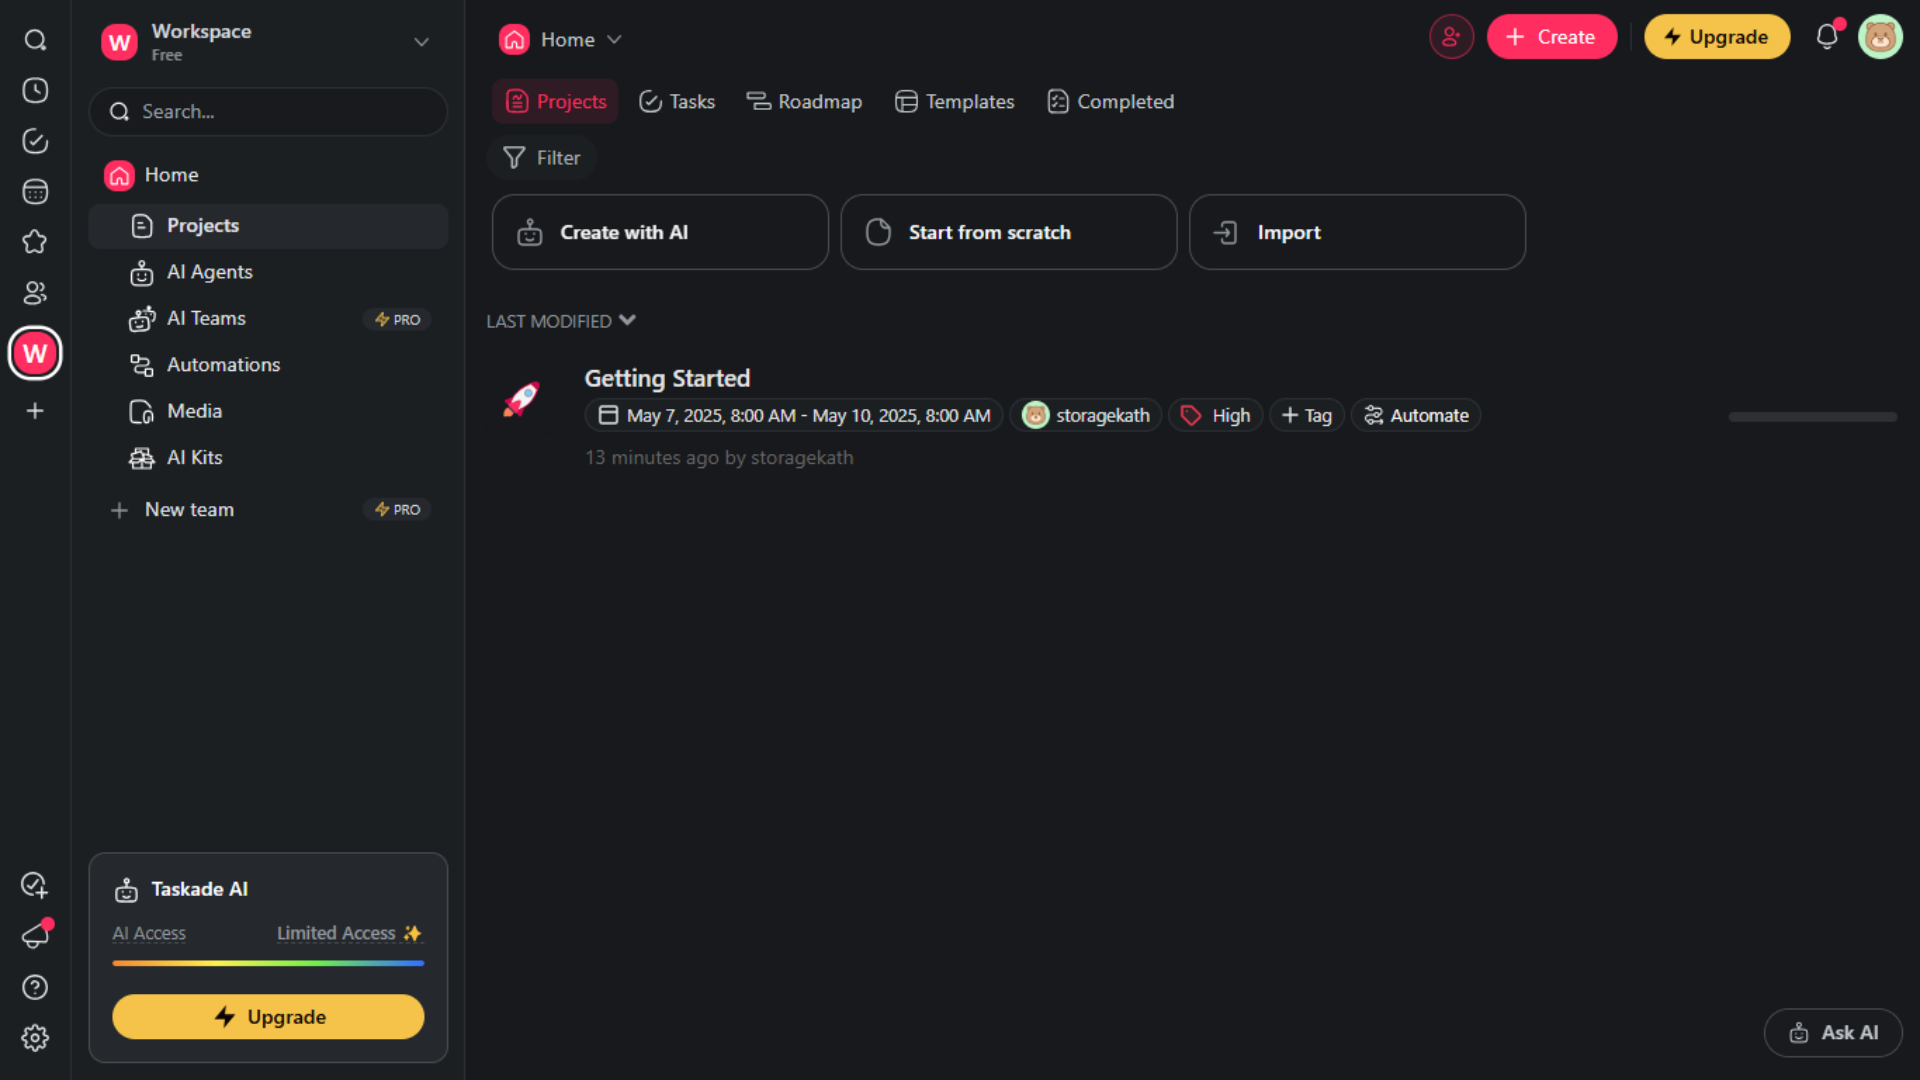 W
Workspace
Free
Search...
Home
Projects
AI Agents
AI Teams
PRO
Automations
Media
AI Kits
New team
PRO
W
Taskade AI
AI Access
Limited Access ✨
Upgrade
Home
Create
Upgrade
Projects
Tasks
Roadmap
Templates
Completed
Filter
Create with AI
Start from scratch
Import
LAST MODIFIED
Getting Started
May 7, 2025, 8:00 AM - May 10, 2025, 8:00 AM
storagekath
High
+ Tag
Automate
13 minutes ago by storagekath
Ask AI